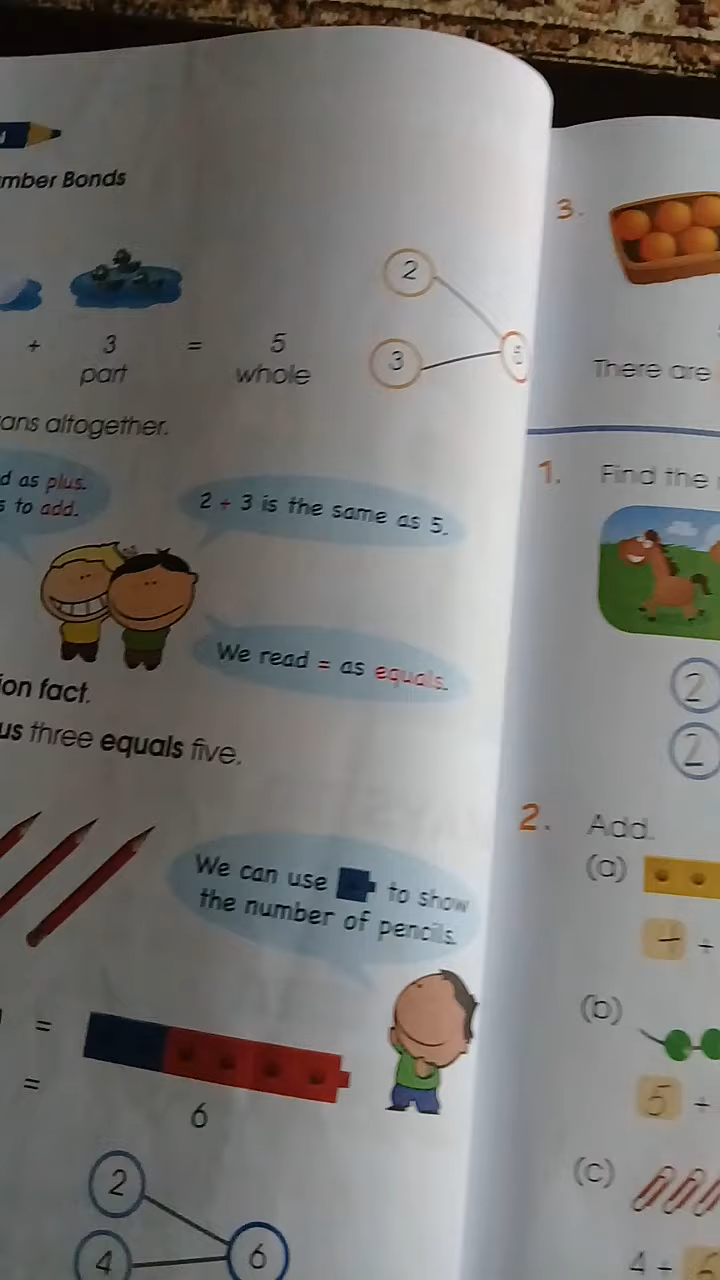 mber Bonds
+ 3 = 5
part whole
2
3
5
ans altogether.
d as plus.
s to add.
2 + 3 is the same as 5.
We read = as equals.
ion fact.
us three equals five.
We can use to show
the number of pencils.
=
=
6
2
4
6
3.
There are
1. Find the
2
2
2. Add.
(a)
4 +
(b)
5 +
(c)
4 +